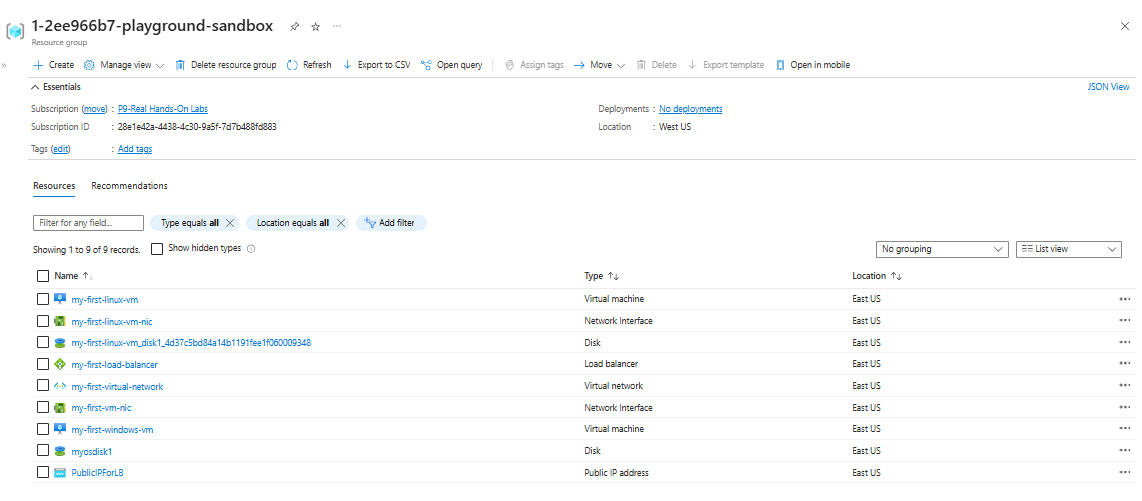 1-2ee966b7-playground-sandbox
Resource group
Create Manage view Delete resource group Refresh Export to CSV Open query Assign tags Move Delete Export template Open in mobile
Essentials JSON View
Subscription (move) : P9-Real Hands-On Labs Deployments : No deployments
Subscription ID : 28e1e42a-4438-4c30-9a5f-7d7b488fd883 Location : West US
Tags (edit) : Add tags
Resources Recommendations
Filter for any field... Type equals all Location equals all Add filter
Showing 1 to 9 of 9 records. Show hidden types No grouping List view
Name Type Location
my-first-linux-vm Virtual machine East US
my-first-linux-vm-nic Network Interface East US
my-first-linux-vm_disk1_4d37c5bd84a14b1191fee1f060009348 Disk East US
my-first-load-balancer Load balancer East US
my-first-virtual-network Virtual network East US
my-first-vm-nic Network Interface East US
my-first-windows-vm Virtual machine East US
myosdisk1 Disk East US
PublicIPForLB Public IP address East US